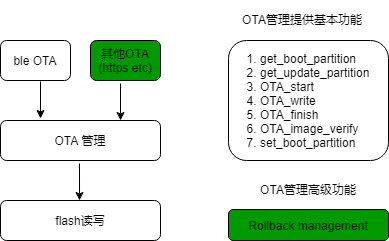 OTA管理提供基本功能
ble OTA
其他OTA
(https etc)
OTA 管理
flash读写
1. get_boot_partition
2. get_update_partition
3. OTA_start
4. OTA_write
5. OTA_finish
6. OTA_image_verify
7. set_boot_partition
OTA管理高级功能
Rollback management